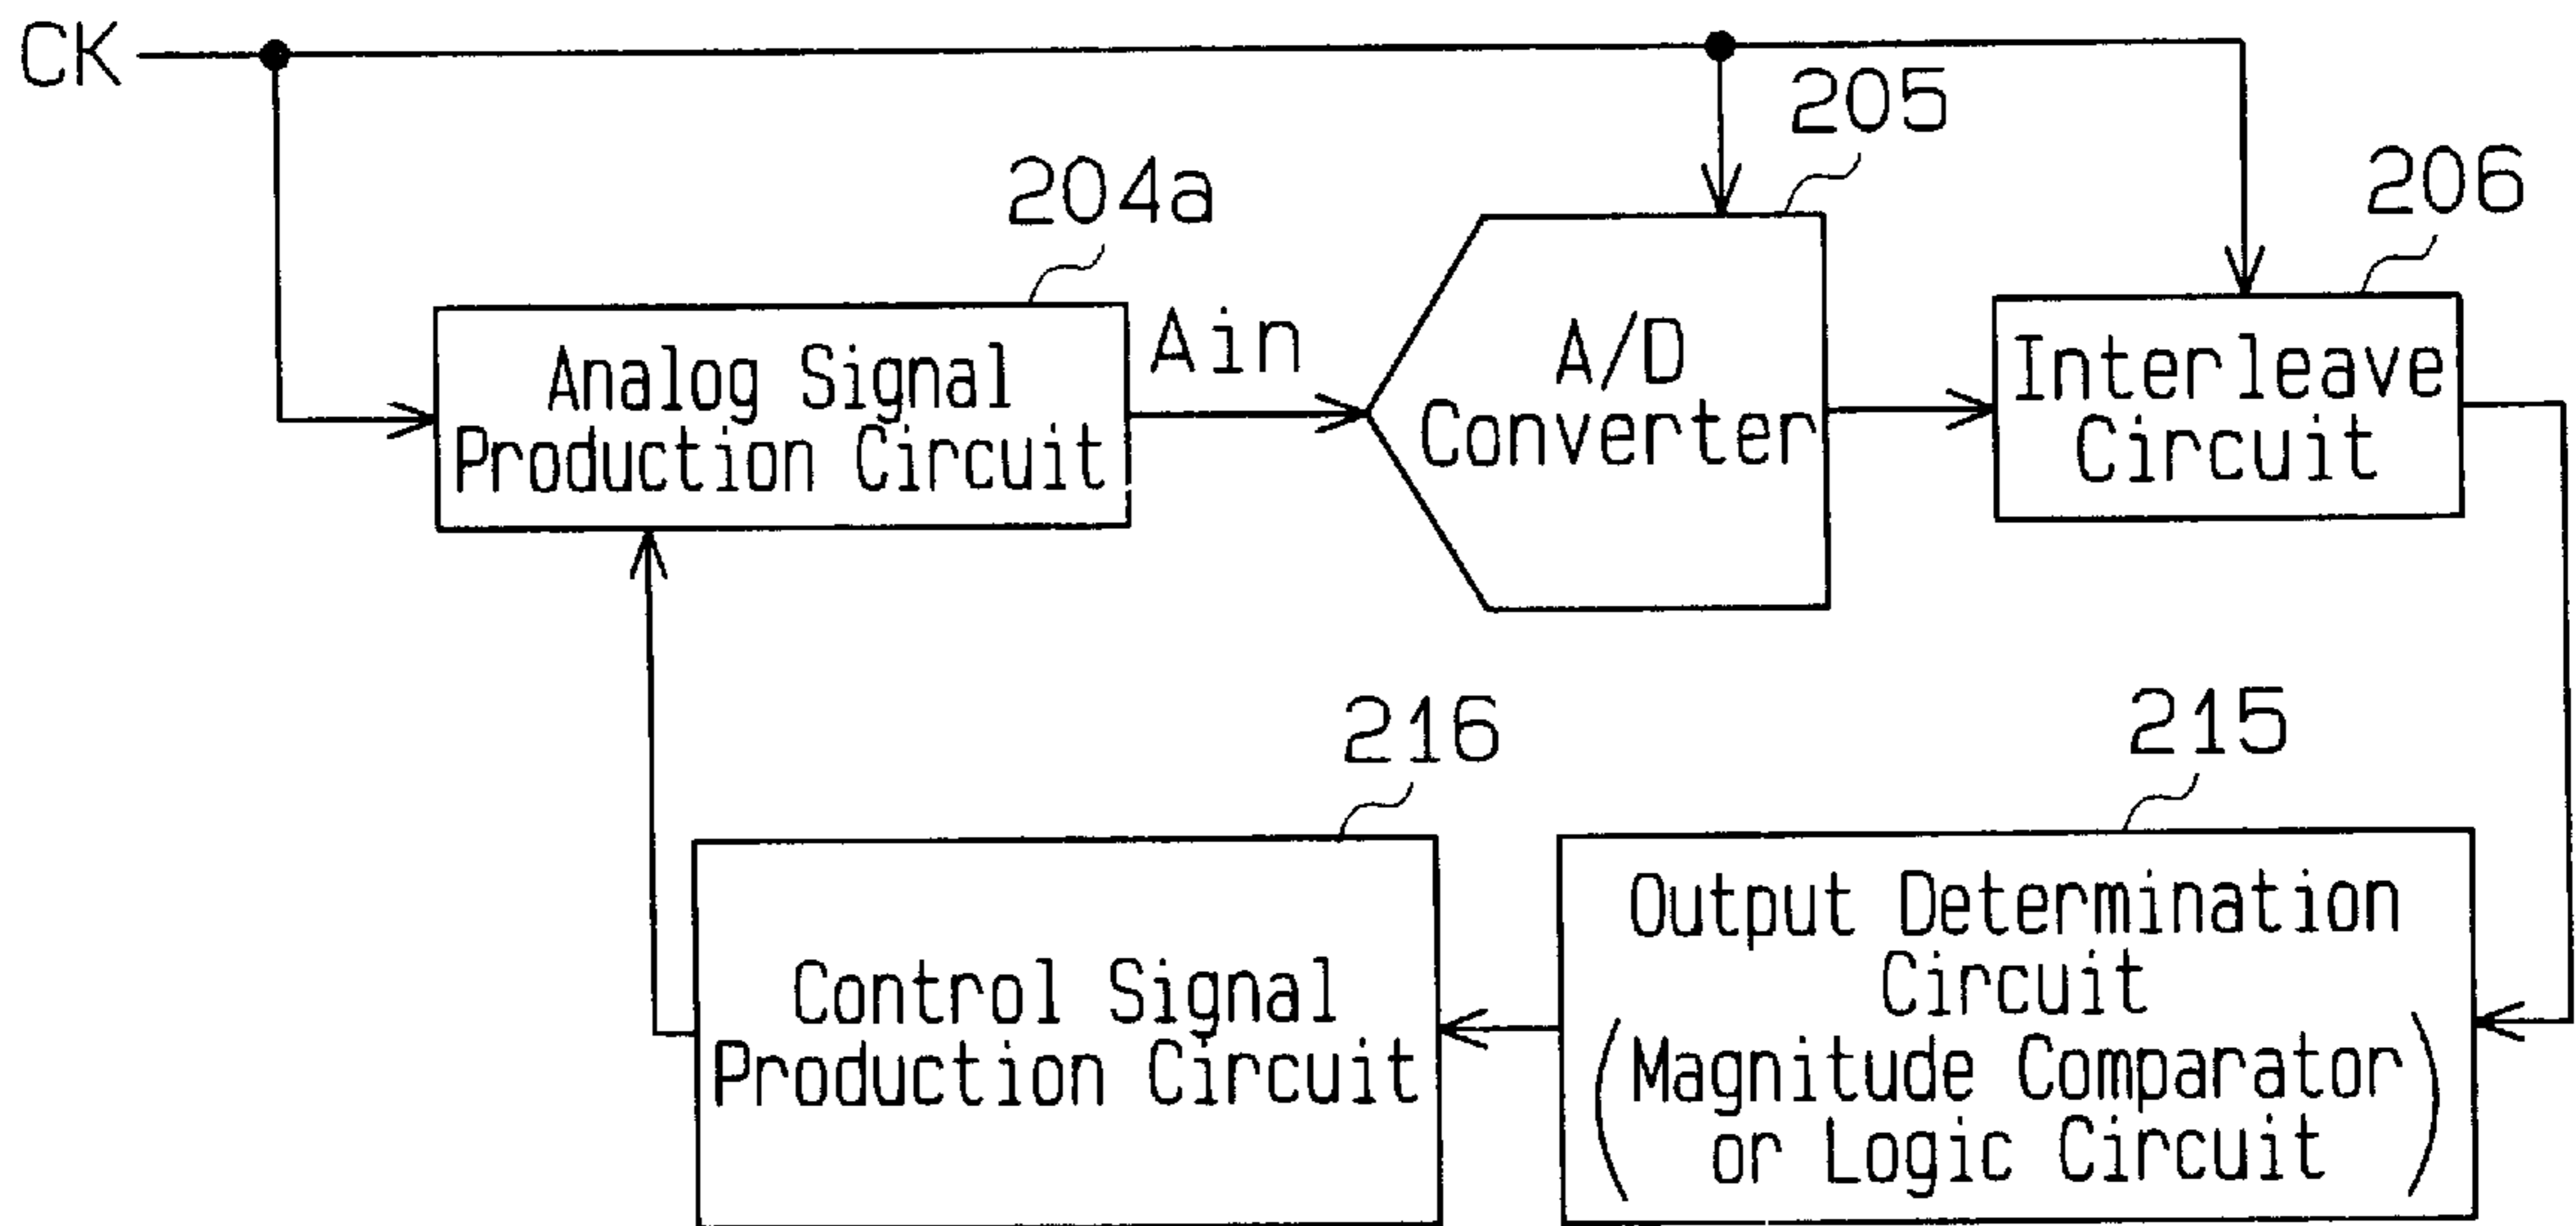 CK
205
204a
206
Analog Signal
Production Circuit
Ain
A/D
Converter
Interleave
Circuit
216
215
Control Signal
Production Circuit
Output Determination
Circuit
(Magnitude Comparator
or Logic Circuit)